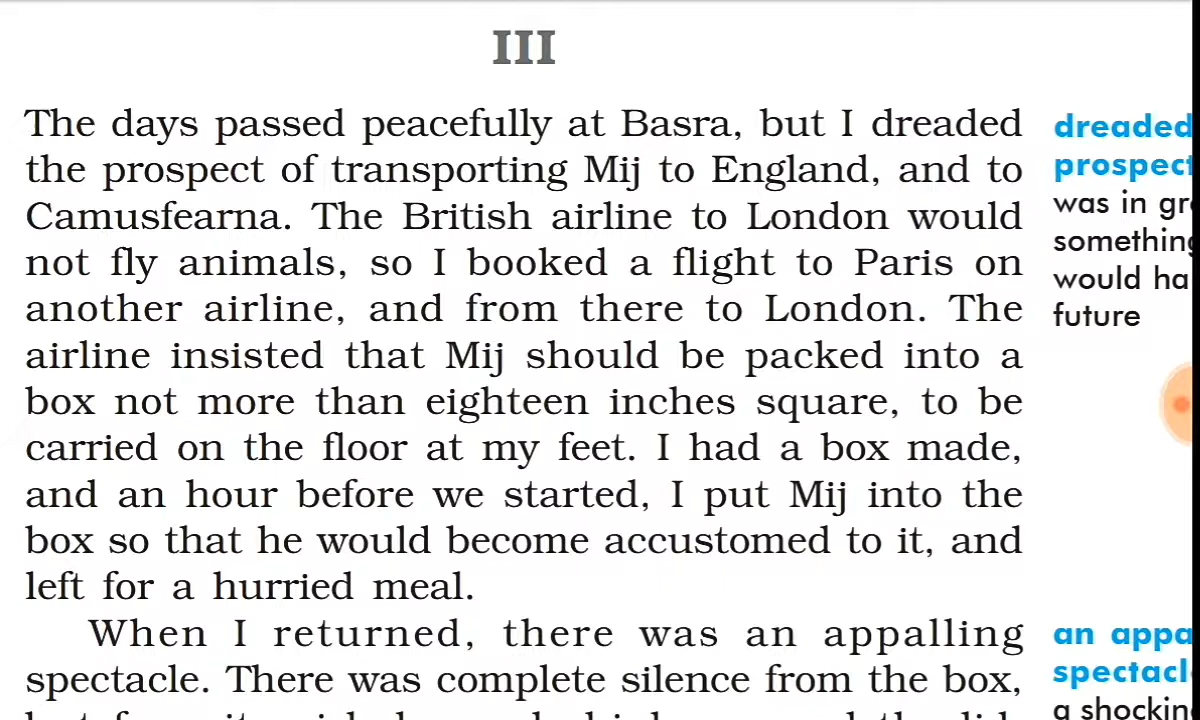 III
The days passed peacefully at Basra, but I dreaded
the prospect of transporting Mij to England, and to
Camusfearna. The British airline to London would
not fly animals, so I booked a flight to Paris on
another airline, and from there to London. The
airline insisted that Mij should be packed into a
box not more than eighteen inches square, to be
carried on the floor at my feet. I had a box made,
and an hour before we started, I put Mij into the
box so that he would become accustomed to it, and
left for a hurried meal.
When I returned, there was an appalling
spectacle. There was complete silence from the box,
dreaded
prospect
was in
something
would
future
an
a